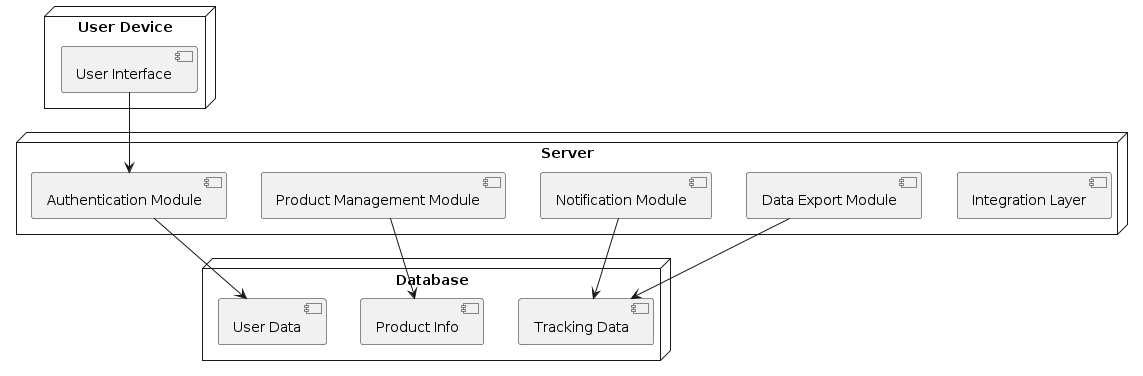 User Device
User Interface
Server
Authentication Module
Product Management Module
Notification Module
Data Export Module
Integration Layer
Database
User Data
Product Info
Tracking Data